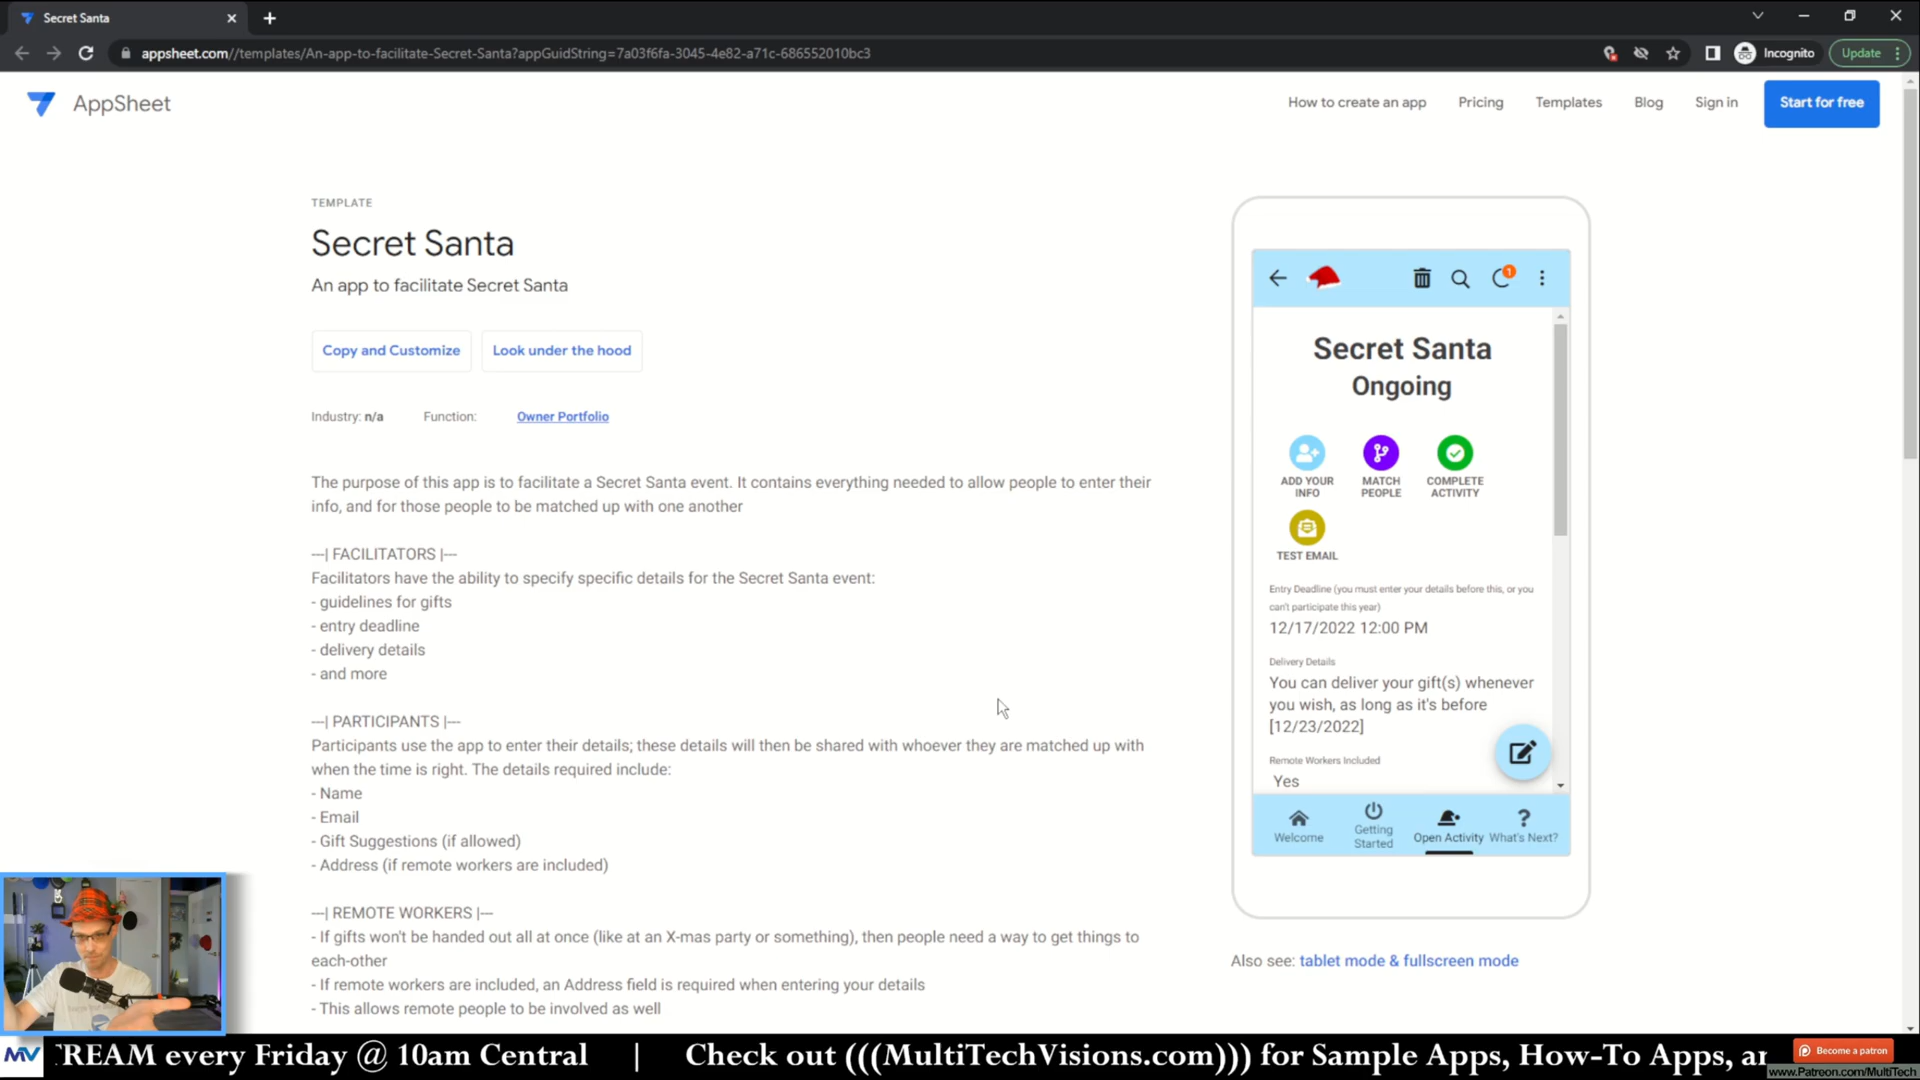 Secret Santa
appsheet.com//templates/An-app-to-facilitate-Secret-Santa?appGuidString=7a03f6fa-3045-4e82-a71c-686552010bc3
Incognito
Update
AppSheet
How to create an app
Pricing
Templates
Blog
Sign in
Start for free
TEMPLATE
Secret Santa
An app to facilitate Secret Santa
Copy and Customize
Look under the hood
Industry: n/a
Function:
Owner Portfolio
The purpose of this app is to facilitate a Secret Santa event. It contains everything needed to allow people to enter their
info, and for those people to be matched up with one another
---| FACILITATORS |---
Facilitators have the ability to specify specific details for the Secret Santa event:
- guidelines for gifts
- entry deadline
- delivery details
- and more
---| PARTICIPANTS |---
Participants use the app to enter their details; these details will then be shared with whoever they are matched up with
when the time is right. The details required include:
- Name
- Email
- Gift Suggestions (if allowed)
- Address (if remote workers are included)
---| REMOTE WORKERS |---
- If gifts won't be handed out all at once (like at an X-mas party or something), then people need a way to get things to
each-other
- If remote workers are included, an Address field is required when entering your details
- This allows remote people to be involved as well
1
Secret Santa
Ongoing
ADD YOUR
INFO
MATCH
PEOPLE
COMPLETE
ACTIVITY
TEST EMAIL
Entry Deadline (you must enter your details before this, or you
can't participate this year)
12/17/2022 12:00 PM
Delivery Details
You can deliver your gift(s) whenever
you wish, as long as it's before
[12/23/2022]
Remote Workers Included
Yes
Welcome
Getting
Started
Open Activity
What's Next?
Also see: tablet mode & fullscreen mode
MV
TREAM every Friday @ 10am Central | Check out (((MultiTechVisions.com))) for Sample Apps, How-To Apps, an
Become a patron
www.Patreon.com/MultiTech